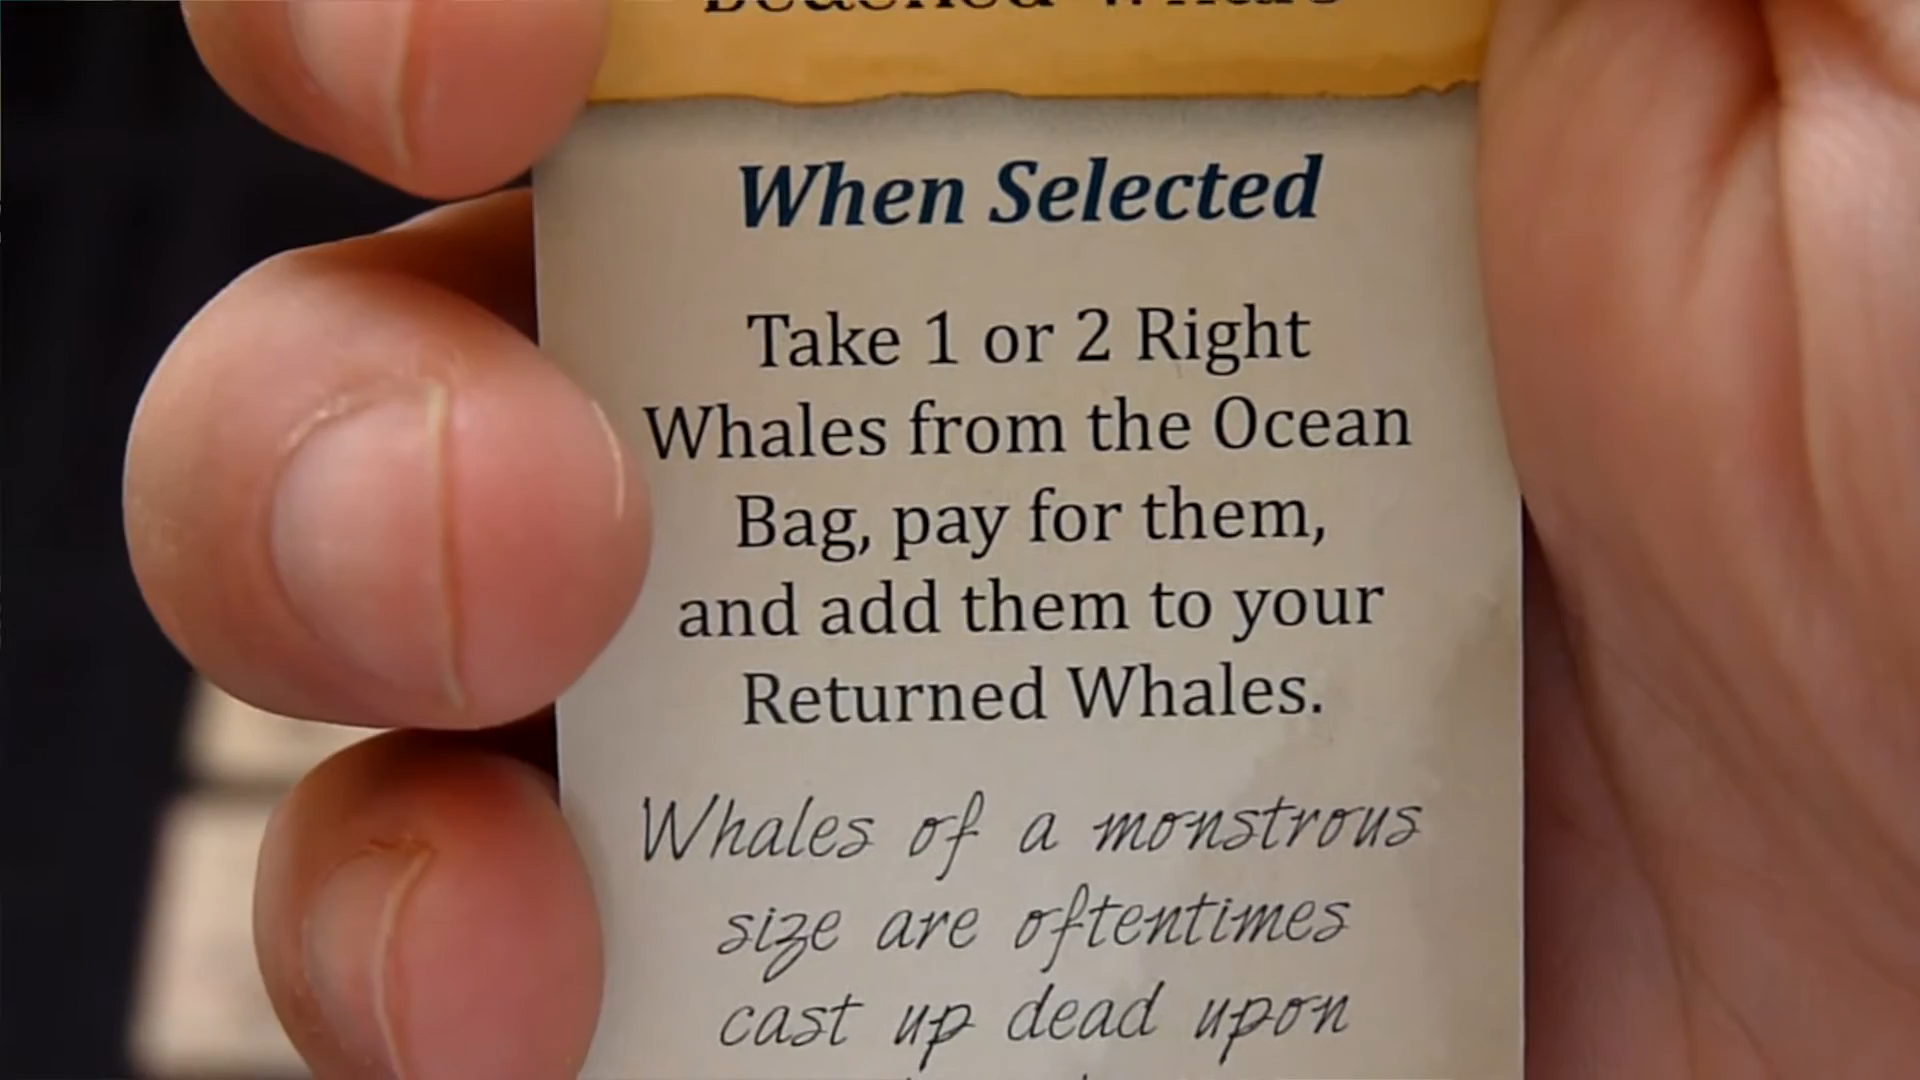 When Selected
Take 1 or 2 Right
Whales from the Ocean
Bag, pay for them,
and add them to your
Returned Whales.
Whales of a monstrous
size are oftentimes
cast up dead upon